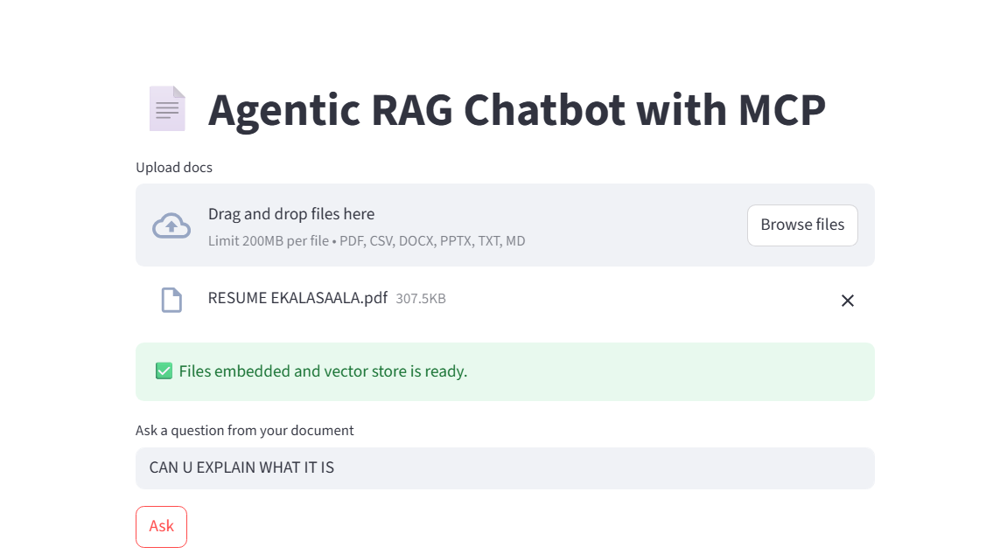 Agentic RAG Chatbot with MCP
Upload docs
Drag and drop files here
Limit 200MB per file • PDF, CSV, DOCX, PPTX, TXT, MD
Browse files
RESUME EKALASAALA.pdf 307.5KB
Files embedded and vector store is ready.
Ask a question from your document
CAN U EXPLAIN WHAT IT IS
Ask